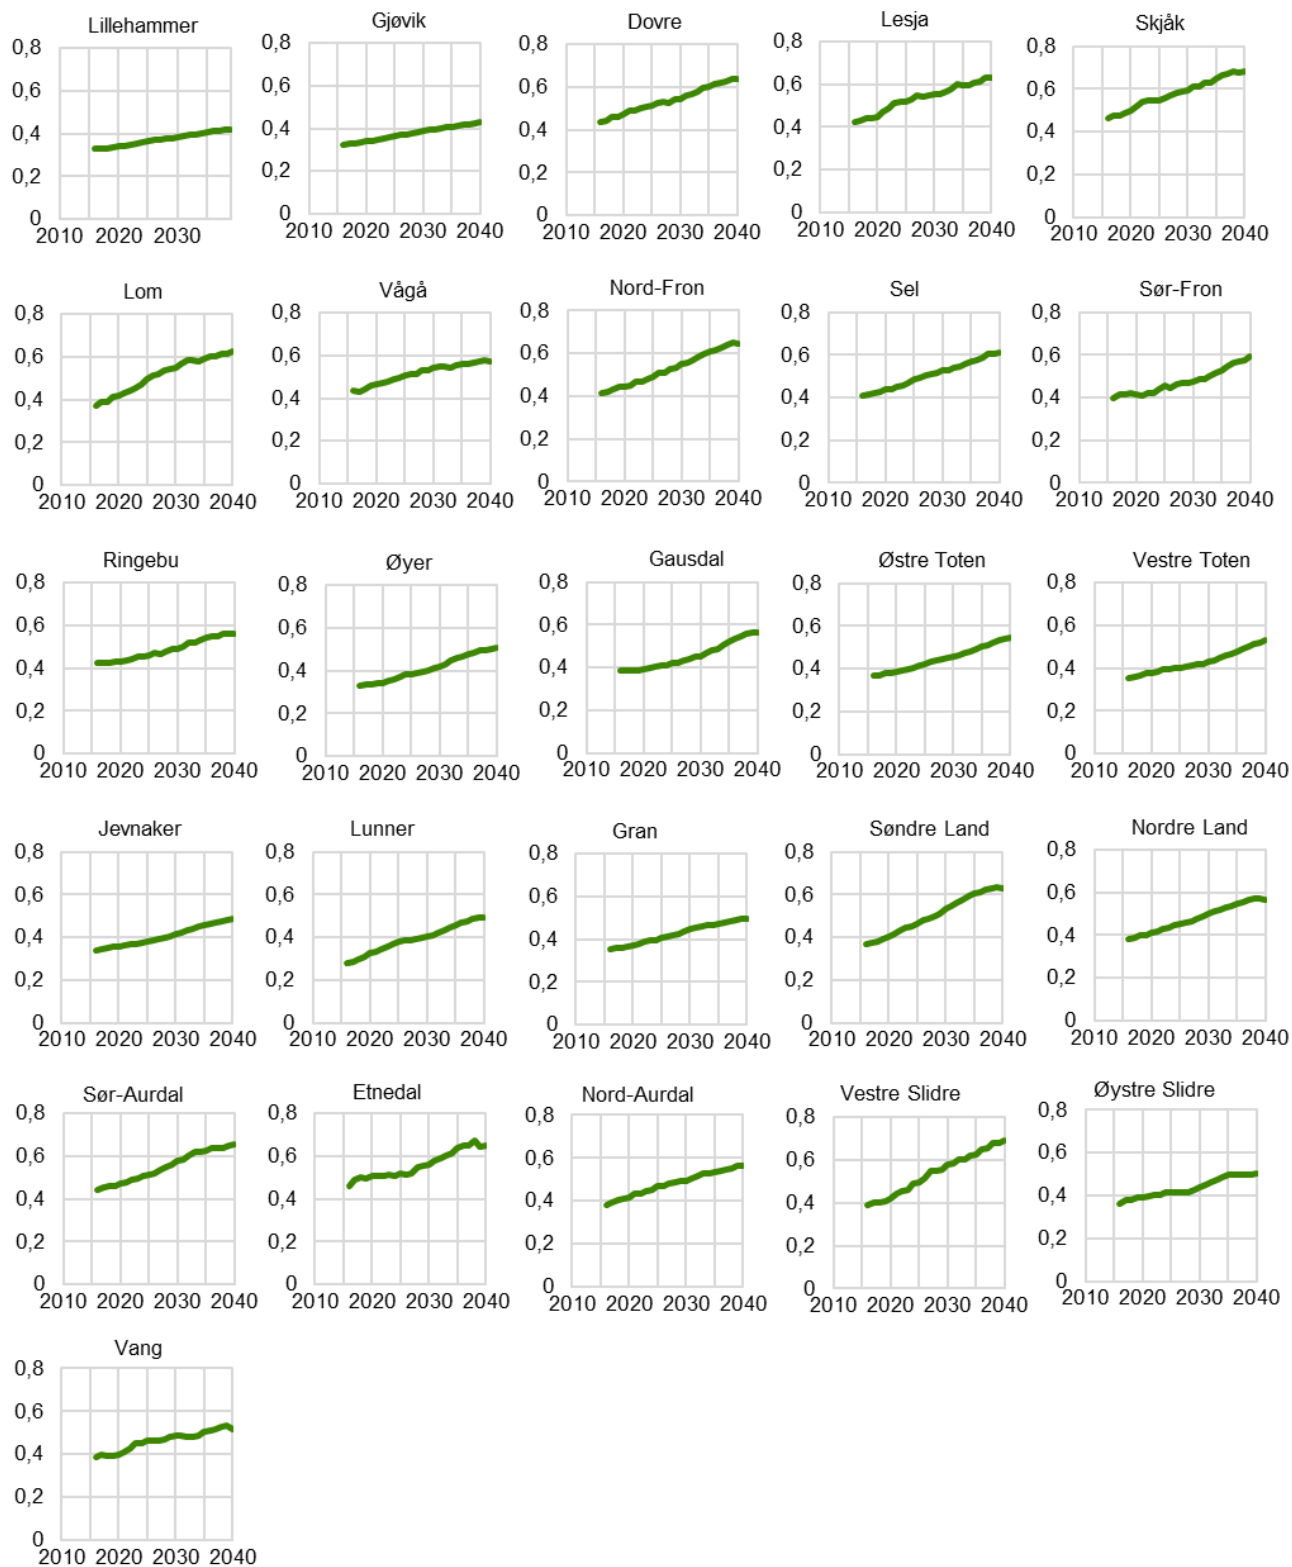 Lillehammer
0,8
0,6
0,4
0,2
0
2010 2020 2030
Gjøvik
0,8
0,6
0,4
0,2
0
2010 2020 2030 2040
Dovre
0,8
0,6
0,4
0,2
0
2010 2020 2030 2040
Lesja
0,8
0,6
0,4
0,2
0
2010 2020 2030 2040
Skjåk
0,8
0,6
0,4
0,2
0
2010 2020 2030 2040
Lom
0,8
0,6
0,4
0,2
0
2010 2020 2030 2040
Vågå
0,8
0,6
0,4
0,2
0
2010 2020 2030 2040
Nord-Fron
0,8
0,6
0,4
0,2
0
2010 2020 2030 2040
Sel
0,8
0,6
0,4
0,2
0
2010 2020 2030 2040
Sør-Fron
0,8
0,6
0,4
0,2
0
2010 2020 2030 2040
Ringebu
0,8
0,6
0,4
0,2
0
2010 2020 2030 2040
Øyer
0,8
0,6
0,4
0,2
0
2010 2020 2030 2040
Gausdal
0,8
0,6
0,4
0,2
0
2010 2020 2030 2040
Østre Toten
0,8
0,6
0,4
0,2
0
2010 2020 2030 2040
Vestre Toten
0,8
0,6
0,4
0,2
0
2010 2020 2030 2040
Jevnaker
0,8
0,6
0,4
0,2
0
2010 2020 2030 2040
Lunner
0,8
0,6
0,4
0,2
0
2010 2020 2030 2040
Gran
0,8
0,6
0,4
0,2
0
2010 2020 2030 2040
Søndre Land
0,8
0,6
0,4
0,2
0
2010 2020 2030 2040
Nordre Land
0,8
0,6
0,4
0,2
0
2010 2020 2030 2040
Sør-Aurdal
0,8
0,6
0,4
0,2
0
2010 2020 2030 2040
Etnedal
0,8
0,6
0,4
0,2
0
2010 2020 2030 2040
Nord-Aurdal
0,8
0,6
0,4
0,2
0
2010 2020 2030 2040
Vestre Slidre
0,8
0,6
0,4
0,2
0
2010 2020 2030 2040
Øystre Slidre
0,8
0,6
0,4
0,2
0
2010 2020 2030 2040
Vang
0,8
0,6
0,4
0,2
0
2010 2020 2030 2040